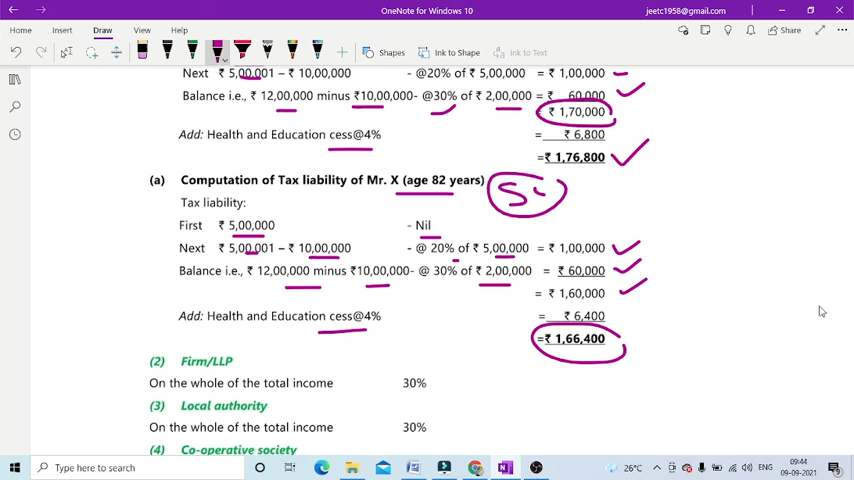 OneNote for Windows 10
jeetc1958@gmail.com
Home Insert Draw View Help
Share
Shapes Ink to Shape Ink to Text
Next ₹ 5,00,001 – ₹ 10,00,000 - @20% of ₹ 5,00,000 = ₹ 1,00,000
Balance i.e., ₹ 12,00,000 minus ₹10,00,000- @30% of ₹ 2,00,000 = ₹ 60,000
= ₹ 1,70,000
Add: Health and Education cess@4% = ₹ 6,800
=₹ 1,76,800
(a) Computation of Tax liability of Mr. X (age 82 years)
Tax liability:
First ₹ 5,00,000 - Nil
Next ₹ 5,00,001 – ₹ 10,00,000 - @ 20% of ₹ 5,00,000 = ₹ 1,00,000
Balance i.e., ₹ 12,00,000 minus ₹10,00,000- @ 30% of ₹ 2,00,000 = ₹ 60,000
= ₹ 1,60,000
Add: Health and Education cess@4% = ₹ 6,400
=₹ 1,66,400
(2) Firm/LLP
On the whole of the total income 30%
(3) Local authority
On the whole of the total income 30%
(4) Co-operative society
Type here to search
26°C
ENG
09:44
09-09-2021